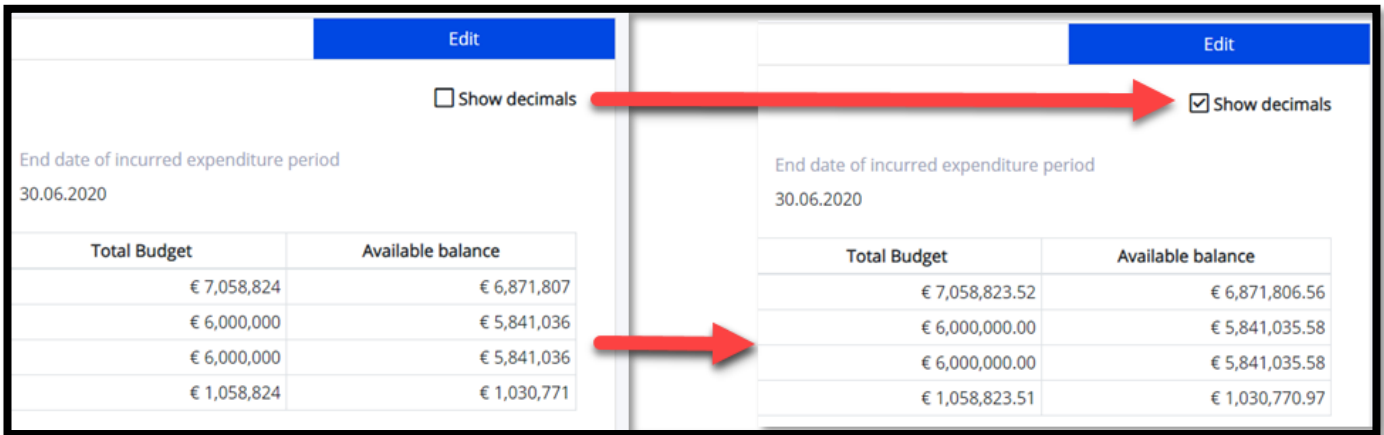 Edit
Show decimals
End date of incurred expenditure period
30.06.2020
Total Budget Available balance
€ 7,058,824 € 6,871,807
€ 6,000,000 € 5,841,036
€ 6,000,000 € 5,841,036
€ 1,058,824 € 1,030,771
Edit
Show decimals
End date of incurred expenditure period
30.06.2020
Total Budget Available balance
€ 7,058,823.52 € 6,871,806.56
€ 6,000,000.00 € 5,841,035.58
€ 6,000,000.00 € 5,841,035.58
€ 1,058,823.51 € 1,030,770.97